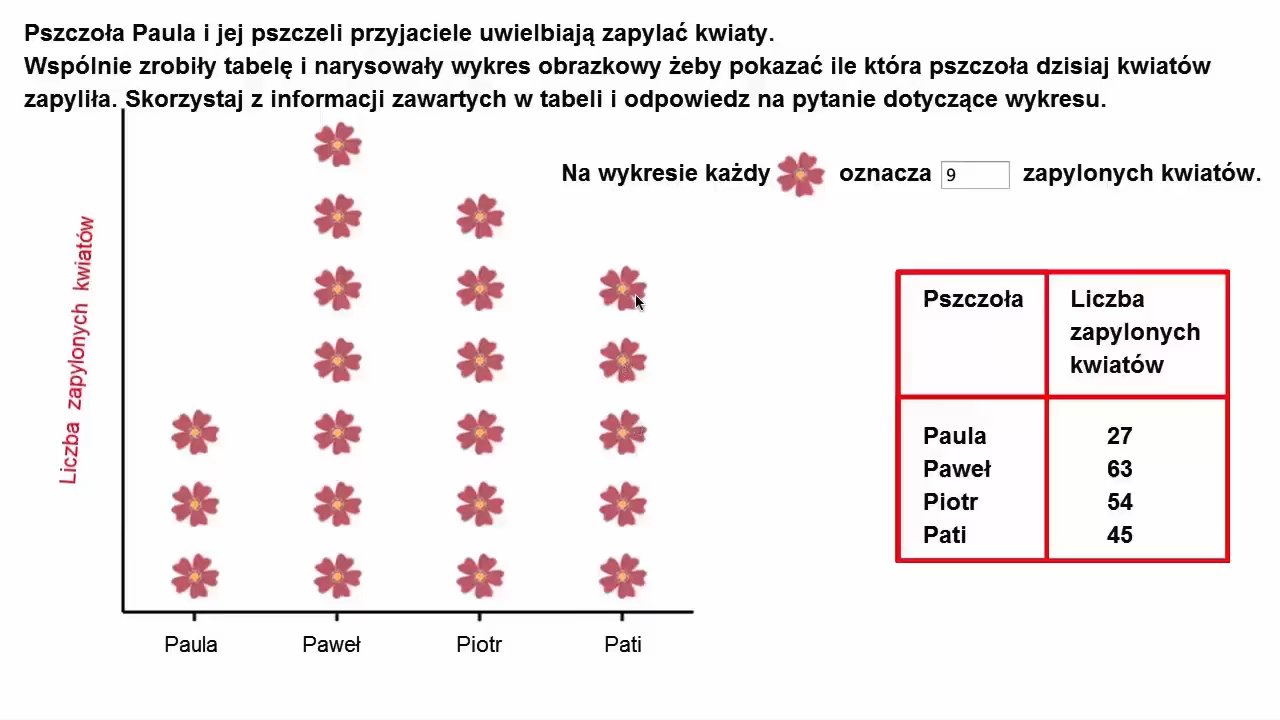 Pszczoła Paula i jej pszczeli przyjaciele uwielbiają zapylać kwiaty.
Wspólnie zrobiły tabelę i narysowały wykres obrazkowy żeby pokazać ile która pszczoła dzisiaj kwiatów
zapyliła. Skorzystaj z informacji zawartych w tabeli i odpowiedz na pytanie dotyczące wykresu.
Na wykresie każdy oznacza 9 zapylonych kwiatów.
Liczba zapylonych kwiatów
Paula Paweł Piotr Pati
Pszczoła Liczba
zapylonych
kwiatów
Paula 27
Paweł 63
Piotr 54
Pati 45